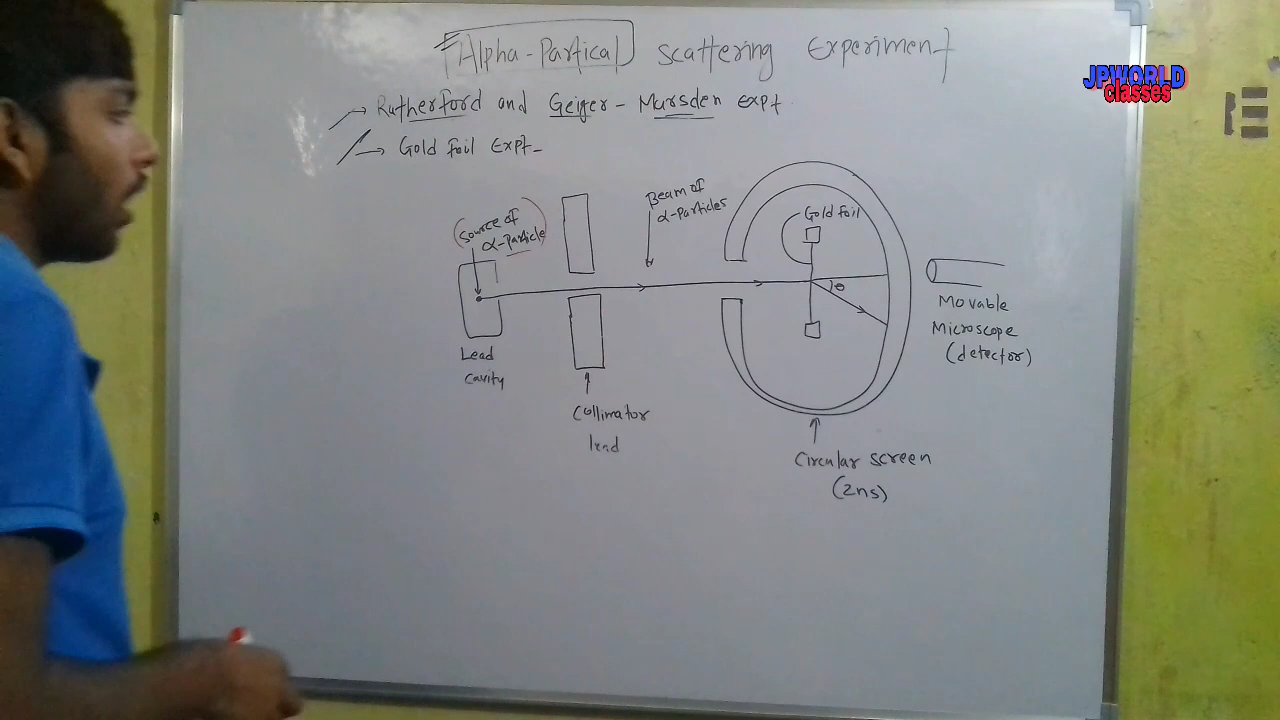 Alpha-Partical scattering Experiment
JPWORLD
classes
→ Rutherford and Geiger - Mursden Expt
→ Gold foil Expt-
Source of
α-Particle
Beam of
α-Particles
Gold foil
θ
Movable
Microscope
(detector)
Lead
cavity
Collimator
lead
Circular screen
(Zns)